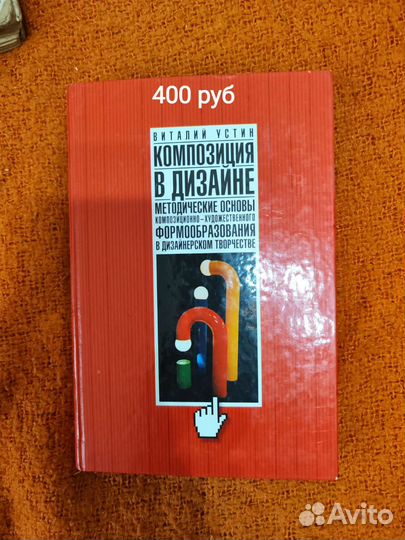 400 руб
ВИТАЛИЙ УСТИН
КОМПОЗИЦИЯ
В ДИЗАЙНЕ
МЕТОДИЧЕСКИЕ ОСНОВЫ
КОМПОЗИЦИОННО-ХУДОЖЕСТВЕННОГО
ФОРМООБРАЗОВАНИЯ
В ДИЗАЙНЕРСКОМ ТВОРЧЕСТВЕ
Avito